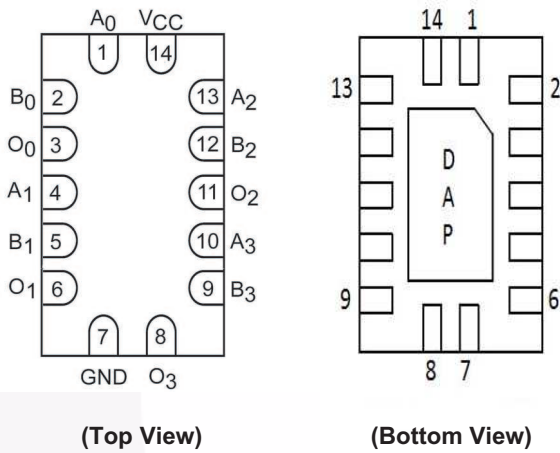 A0 VCC
1 14
B0 2 13 A2
O0 3 12 B2
A1 4 11 O2
B1 5 10 A3
O1 6 9 B3
7 8
GND O3
(Top View)
14 1
13 2
D
A
P
9 6
8 7
(Bottom View)